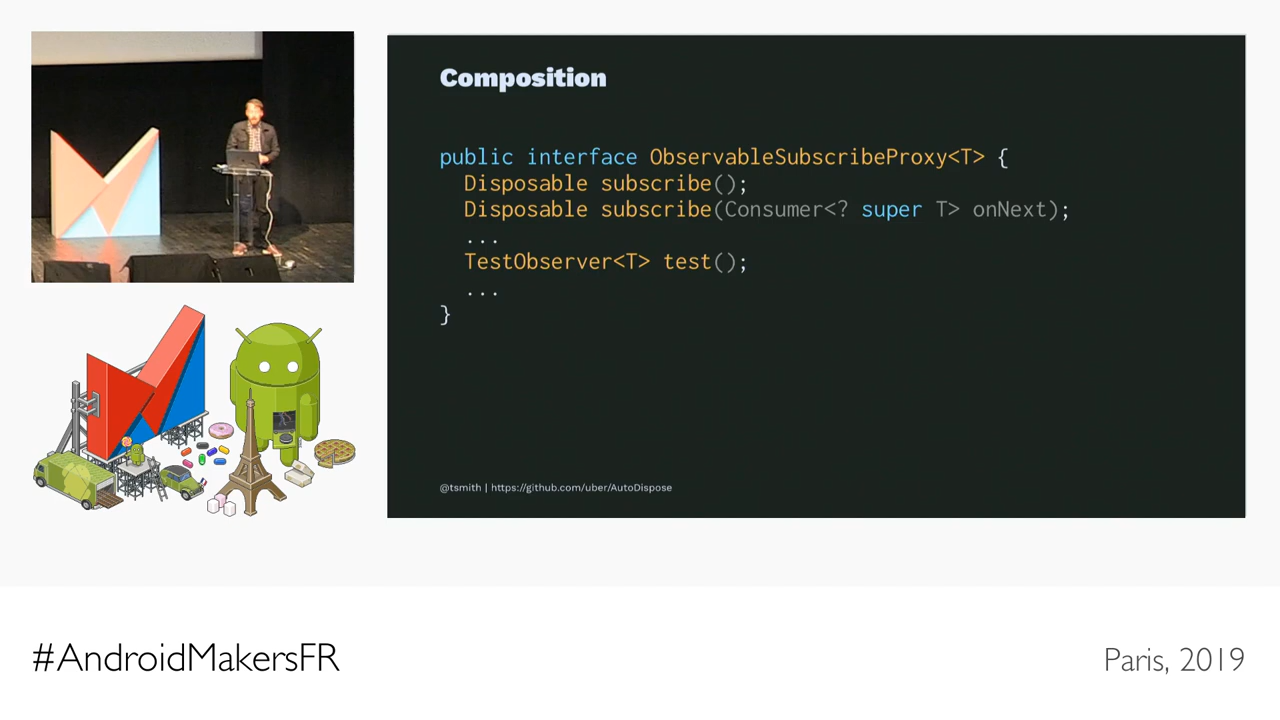 Composition
public interface ObservableSubscribeProxy<T> {
Disposable subscribe();
Disposable subscribe(Consumer<? super T> onNext);
...
TestObserver<T> test();
...
}
@tsmith | https://github.com/uber/AutoDispose
#AndroidMakersFR
Paris, 2019